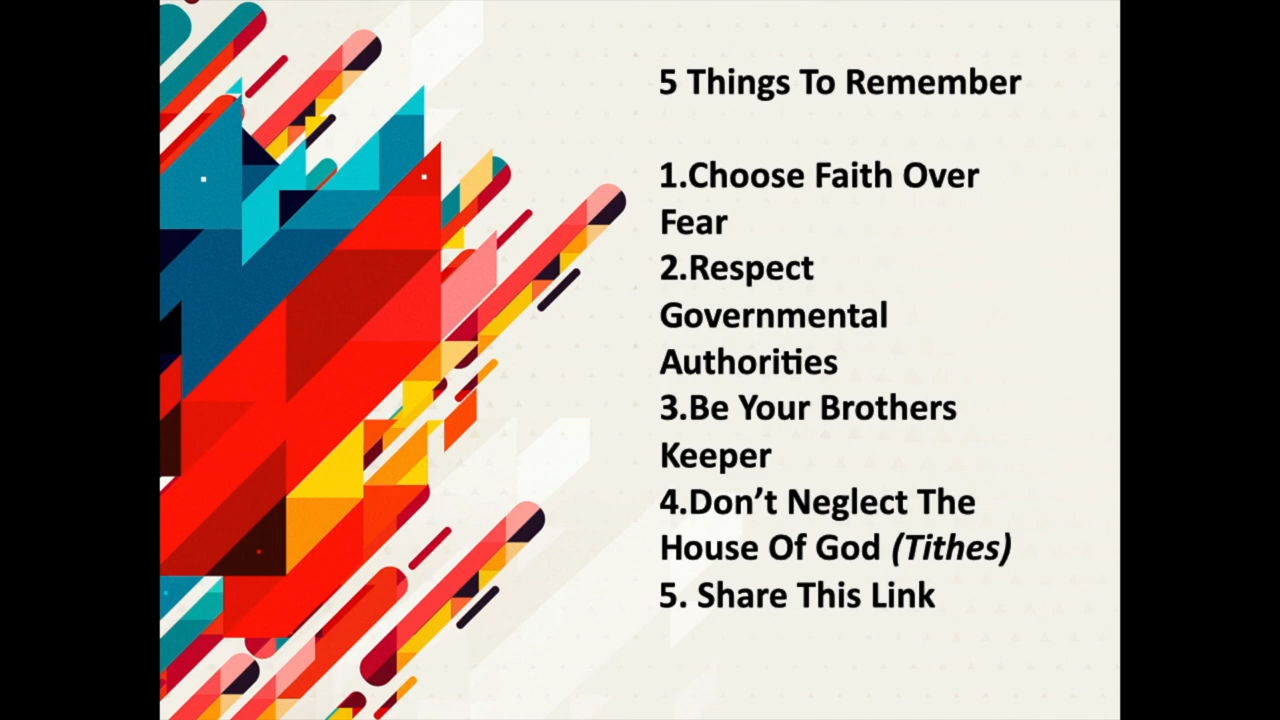 5 Things To Remember
1.Choose Faith Over
Fear
2.Respect
Governmental
Authorities
3.Be Your Brothers
Keeper
4.Don’t Neglect The
House Of God (Tithes)
5. Share This Link